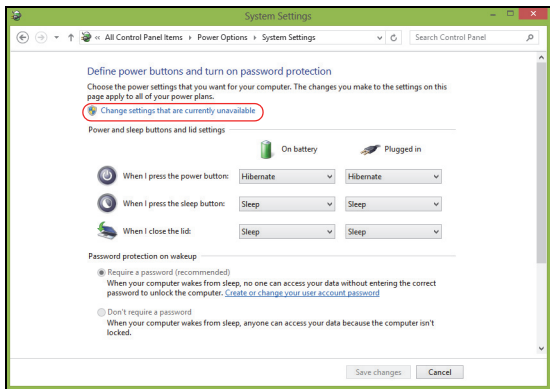 System Settings
« All Control Panel Items › Power Options › System Settings
Search Control Panel
Define power buttons and turn on password protection
Choose the power settings that you want for your computer. The changes you make to the settings on this
page apply to all of your power plans.
Change settings that are currently unavailable
Power and sleep buttons and lid settings
On battery Plugged in
When I press the power button: Hibernate Hibernate
When I press the sleep button: Sleep Sleep
When I close the lid: Sleep Sleep
Password protection on wakeup
Require a password (recommended)
When your computer wakes from sleep, no one can access your data without entering the correct
password to unlock the computer. Create or change your user account password
Don't require a password
When your computer wakes from sleep, anyone can access your data because the computer isn't
locked.
Save changes Cancel